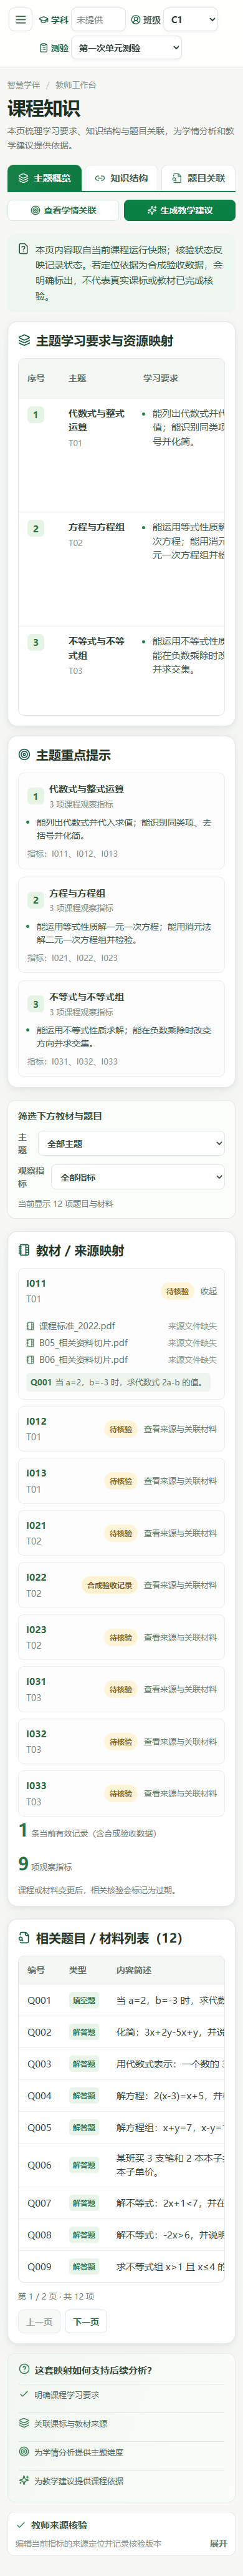 学科 未提供 班级 C1
测验 第一次单元测验
智慧学伴 / 教师工作台
课程知识
本页梳理学习要求、知识结构与题目关联，为学情分析和教
学建议提供依据。
主题概览 知识结构 题目关联
查看学情关联 生成教学建议
本页内容取自当前课程运行快照；核验状态反
映记录状态。若定位依据为合成验收数据，会
明确标出，不代表真实课标或教材已完成核
验。
主题学习要求与资源映射
序号 主题 学习要求
1 代数式与整式
运算
T01
能列出代数式并代
值；能识别同类项
号并化简。
2 方程与方程组
T02
能运用等式性质解
次方程；能用消元
元一次方程组并检
3 不等式与不等
式组
T03
能运用不等式性质
能在负数乘除时改
并求交集。
主题重点提示
1 代数式与整式运算
3 项课程观察指标
能列出代数式并代入求值；能识别同类项、去
括号并化简。
指标：I011、I012、I013
2 方程与方程组
3 项课程观察指标
能运用等式性质解一元一次方程；能用消元法
解二元一次方程组并检验。
指标：I021、I022、I023
3 不等式与不等式组
3 项课程观察指标
能运用不等式性质求解；能在负数乘除时改变
方向并求交集。
指标：I031、I032、I033
筛选下方教材与题目
主题 全部主题
观察指标 全部指标
当前显示 12 项题目与材料
教材 / 来源映射
I011
T01
待核验 收起
课程标准_2022.pdf 来源文件缺失
B05_相关资料切片.pdf 来源文件缺失
B06_相关资料切片.pdf 来源文件缺失
Q001 当 a=2，b=-3 时，求代数式 2a-b 的值。
I012
T01
待核验 查看来源与关联材料
I013
T01
待核验 查看来源与关联材料
I021
T02
待核验 查看来源与关联材料
I022
T02
合成验收记录 查看来源与关联材料
I023
T02
待核验 查看来源与关联材料
I031
T03
待核验 查看来源与关联材料
I032
T03
待核验 查看来源与关联材料
I033
T03
待核验 查看来源与关联材料
1 条当前有效记录（含合成验收数据）
9 项观察指标
课程或材料变更后，相关核验会标记为过期。
相关题目 / 材料列表（12）
编号 类型 内容简述
Q001 填空题 当 a=2，b=-3 时，求代数
Q002 解答题 化简：3x+2y-5x+y，并说
Q003 解答题 用代数式表示：一个数的 3
Q004 解答题 解方程：2(x-3)=x+5，并
Q005 解答题 解方程组：x+y=7，x-y=
Q006 解答题 某班买 3 支笔和 2 本本子
本子单价。
Q007 解答题 解不等式：2x+1<7，并在
Q008 解答题 解不等式：-2x>6，并说明
Q009 解答题 求不等式组 x>1 且 x≤4 的
第 1 / 2 页 · 共 12 项
上一页 下一页
这套映射如何支持后续分析？
明确课程学习要求
关联课标与教材来源
为学情分析提供主题维度
为教学建议提供课程依据
教师来源核验
编辑当前指标的来源定位并记录核验版本 展开